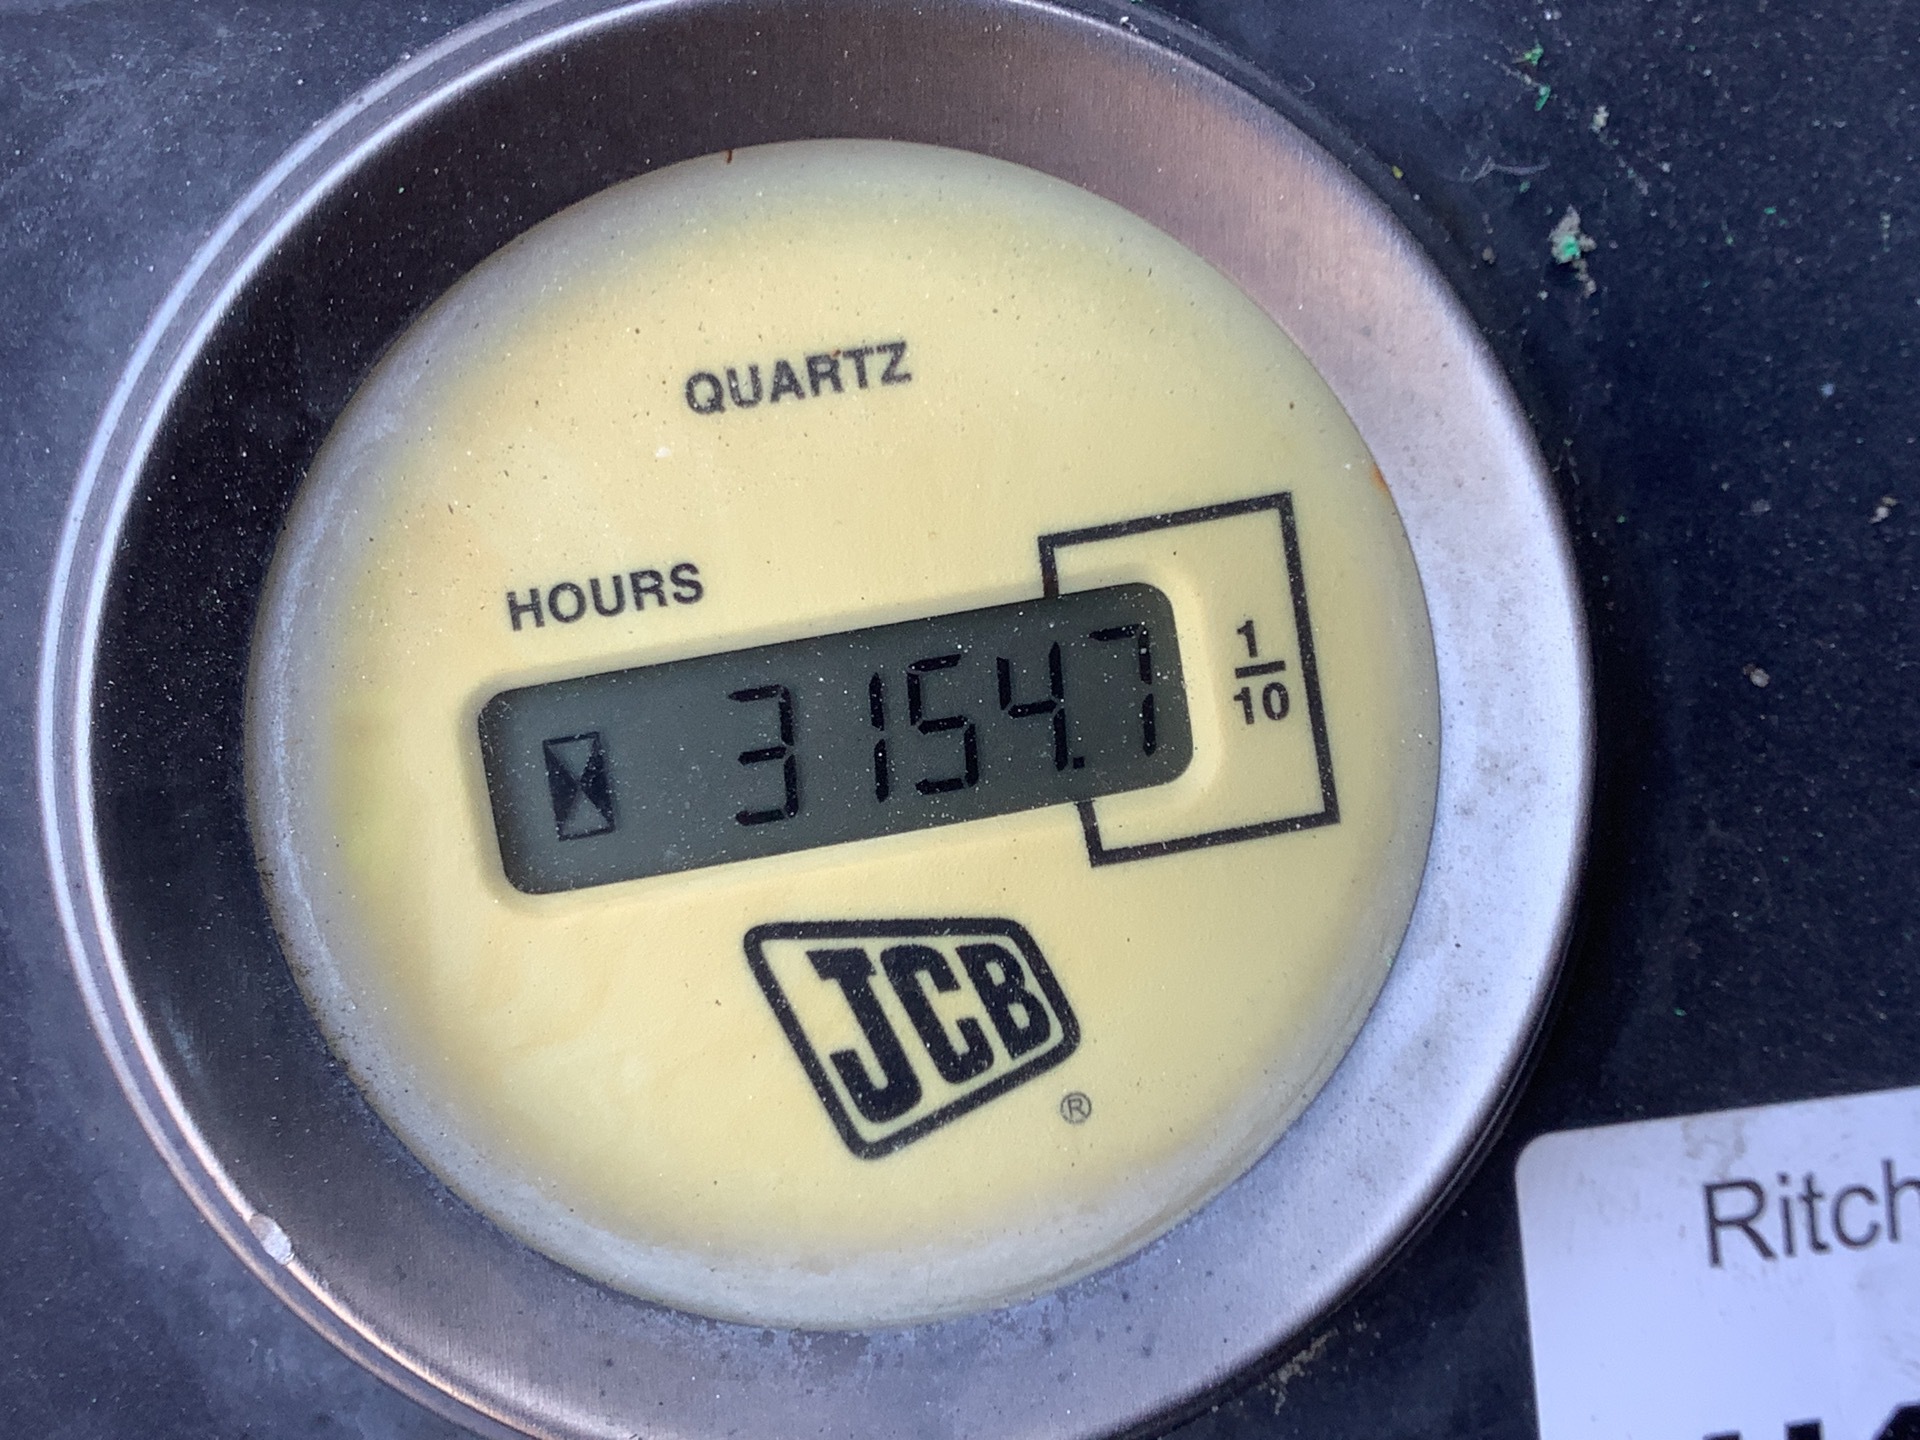 QUARTZ
HOURS
3154.7
1
10
JCB
®
Ritch